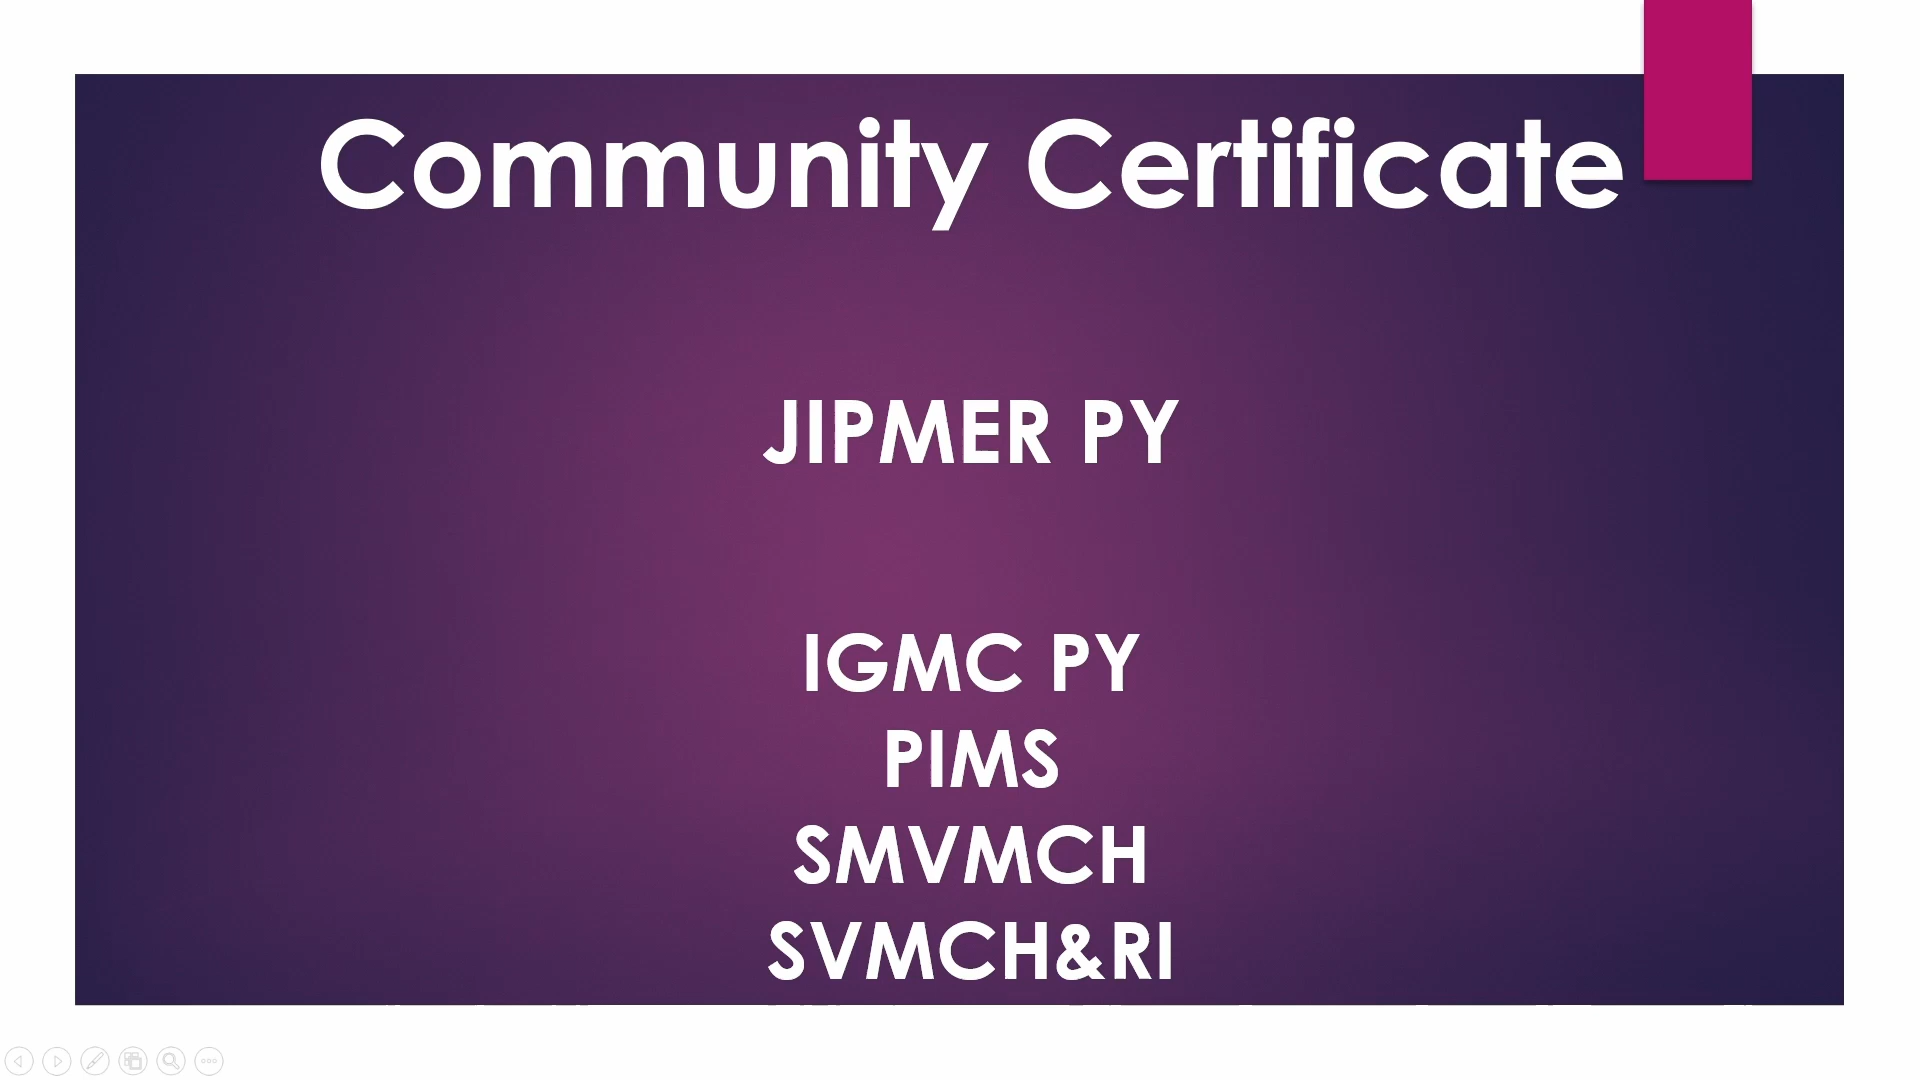 Community Certificate
JIPMER PY
IGMC PY
PIMS
SMVMCH
SVMCH&RI